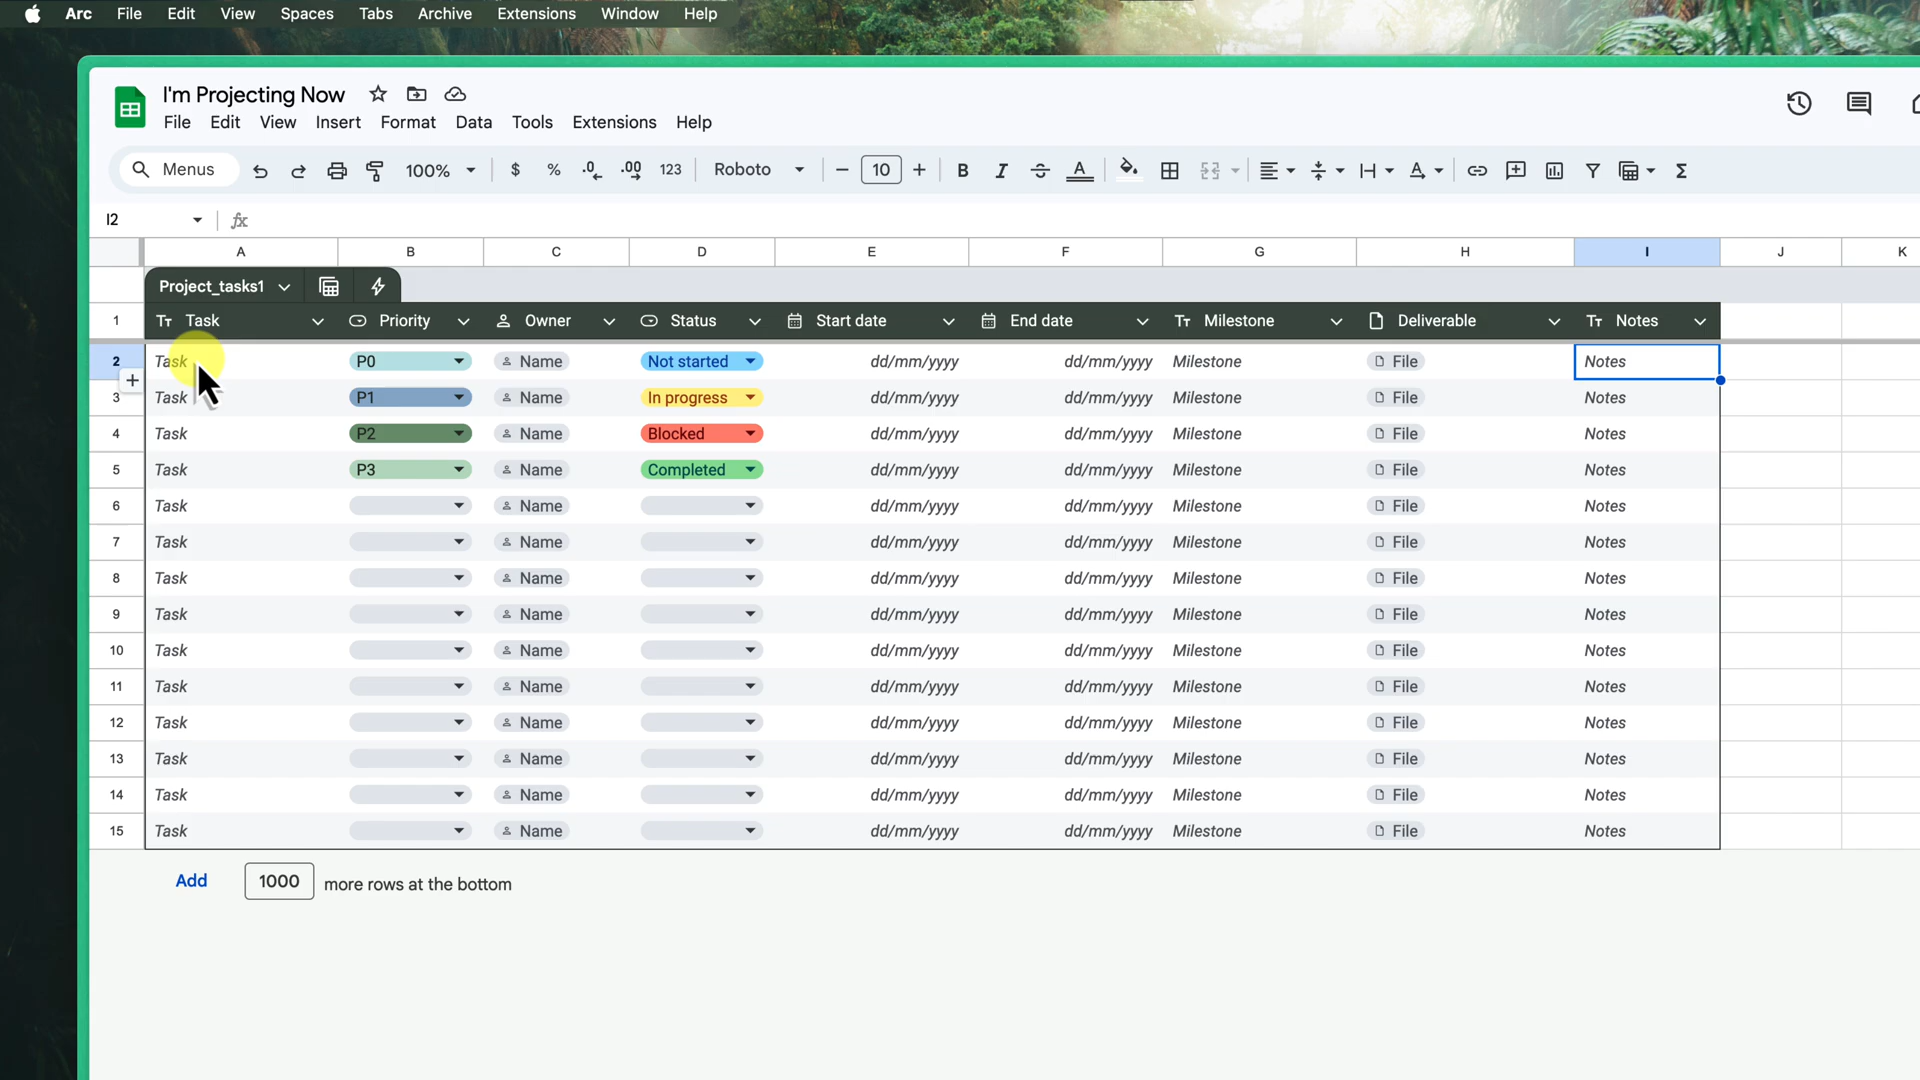 Arc File Edit View Spaces Tabs Archive Extensions Window Help
I'm Projecting Now
File Edit View Insert Format Data Tools Extensions Help
Menus 100% $ % .0 .00 123 Roboto 10 B I S A Σ
I2 fx
A B C D E F G H I J K
Project_tasks1
1 Tт Task Priority Owner Status Start date End date Tт Milestone Deliverable Tт Notes
2 Task P0 Name Not started dd/mm/yyyy dd/mm/yyyy Milestone File Notes
3 Task P1 Name In progress dd/mm/yyyy dd/mm/yyyy Milestone File Notes
4 Task P2 Name Blocked dd/mm/yyyy dd/mm/yyyy Milestone File Notes
5 Task P3 Name Completed dd/mm/yyyy dd/mm/yyyy Milestone File Notes
6 Task Name dd/mm/yyyy dd/mm/yyyy Milestone File Notes
7 Task Name dd/mm/yyyy dd/mm/yyyy Milestone File Notes
8 Task Name dd/mm/yyyy dd/mm/yyyy Milestone File Notes
9 Task Name dd/mm/yyyy dd/mm/yyyy Milestone File Notes
10 Task Name dd/mm/yyyy dd/mm/yyyy Milestone File Notes
11 Task Name dd/mm/yyyy dd/mm/yyyy Milestone File Notes
12 Task Name dd/mm/yyyy dd/mm/yyyy Milestone File Notes
13 Task Name dd/mm/yyyy dd/mm/yyyy Milestone File Notes
14 Task Name dd/mm/yyyy dd/mm/yyyy Milestone File Notes
15 Task Name dd/mm/yyyy dd/mm/yyyy Milestone File Notes
Add 1000 more rows at the bottom